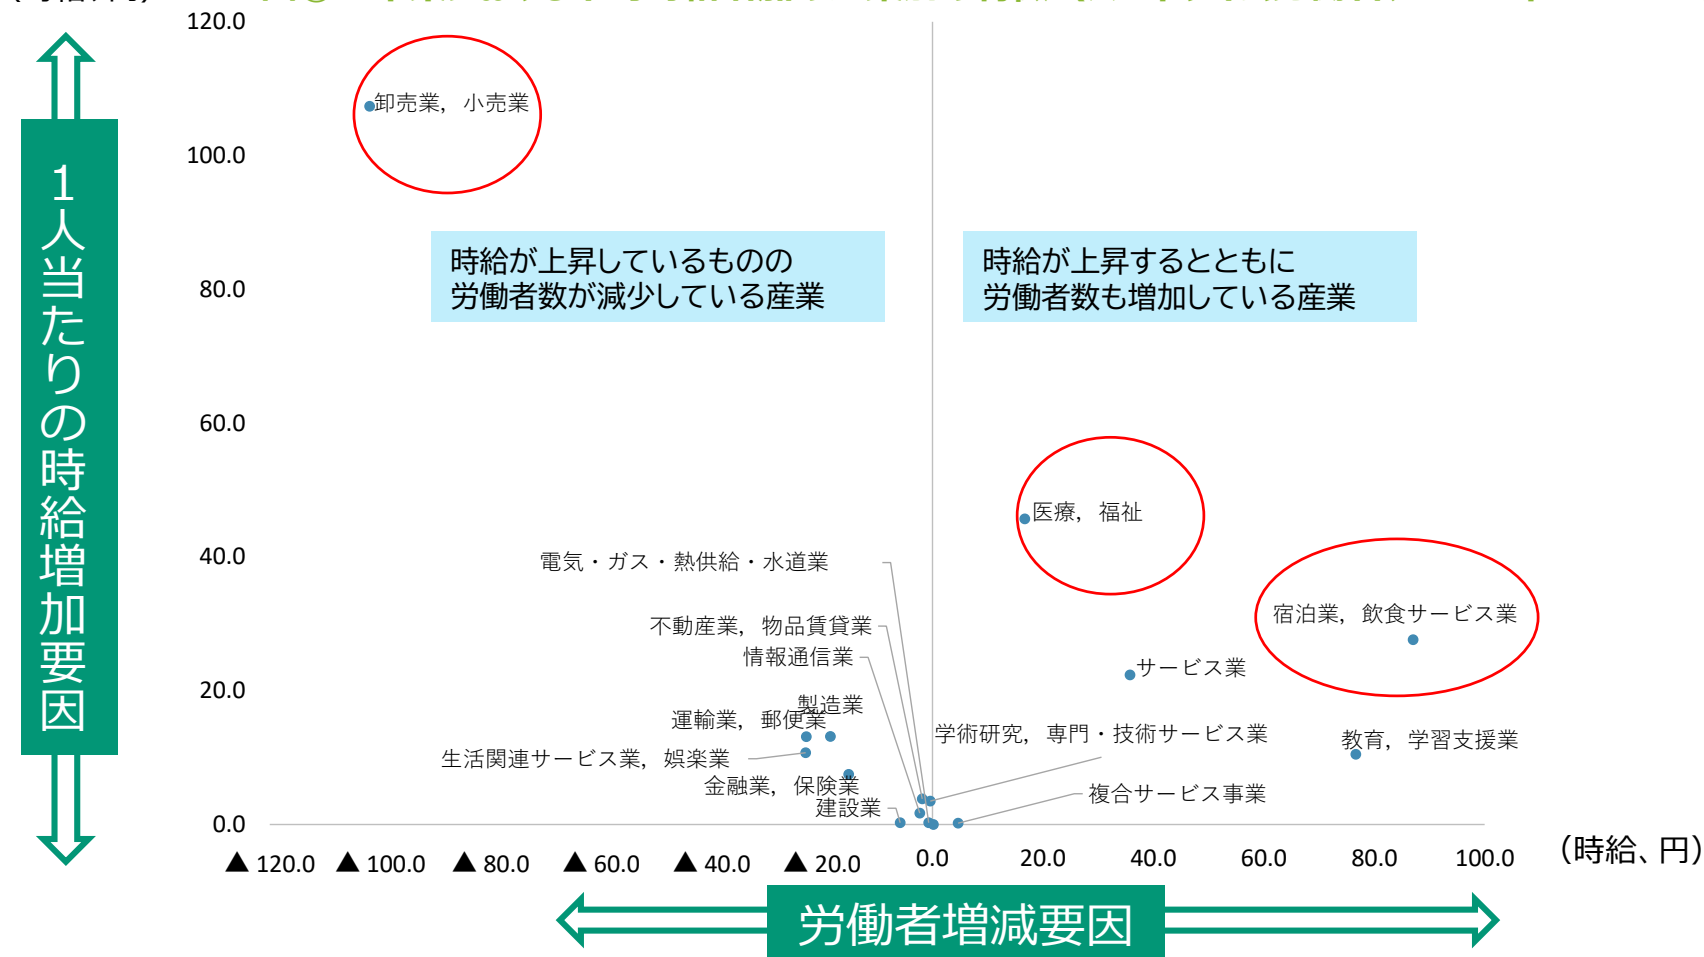 120.0
100.0
80.0
60.0
40.0
20.0
0.0
1人当たりの時給増加要因
卸売業，小売業
時給が上昇しているものの
労働者数が減少している産業
時給が上昇するとともに
労働者数も増加している産業
医療，福祉
電気・ガス・熱供給・水道業
宿泊業，飲食サービス業
不動産業，物品賃貸業
情報通信業
サービス業
製造業
運輸業，郵便業
学術研究，専門・技術サービス業
教育，学習支援業
生活関連サービス業，娯楽業
金融業，保険業
複合サービス事業
建設業
▲ 120.0 ▲ 100.0 ▲ 80.0 ▲ 60.0 ▲ 40.0 ▲ 20.0 0.0 20.0 40.0 60.0 80.0 100.0
（時給、円）
労働者増減要因